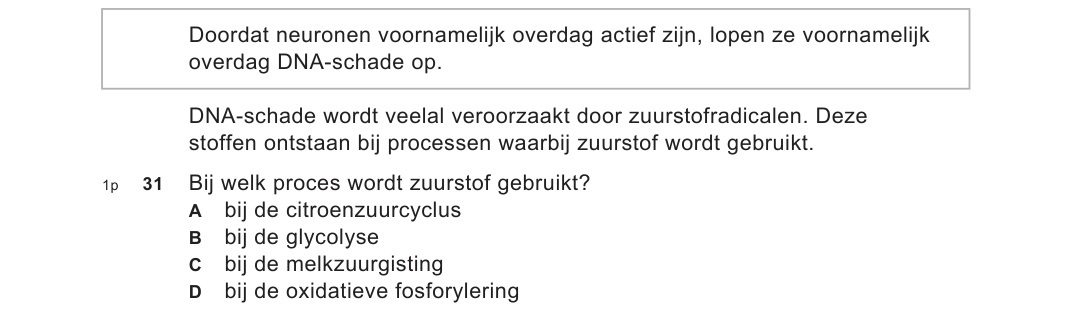 Doordat neuronen voornamelijk overdag actief zijn, lopen ze voornamelijk
overdag DNA-schade op.
DNA-schade wordt veelal veroorzaakt door zuurstofradicalen. Deze
stoffen ontstaan bij processen waarbij zuurstof wordt gebruikt.
1p 31 Bij welk proces wordt zuurstof gebruikt?
A bij de citroenzuurcyclus
B bij de glycolyse
C bij de melkzuurgisting
D bij de oxidatieve fosforylering